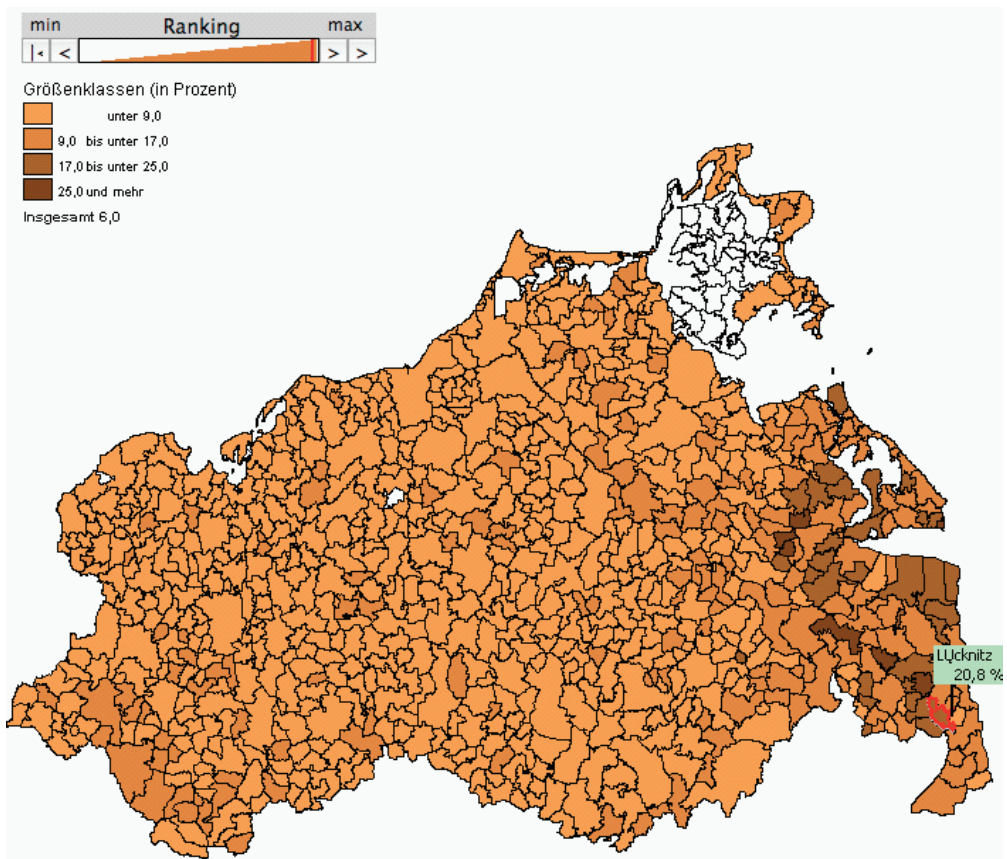 min Ranking max
|< < > >
Größenklassen (in Prozent)
unter 9,0
9,0 bis unter 17,0
17,0 bis unter 25,0
25,0 und mehr
Insgesamt 6,0
LЏcknitz
20,8 %